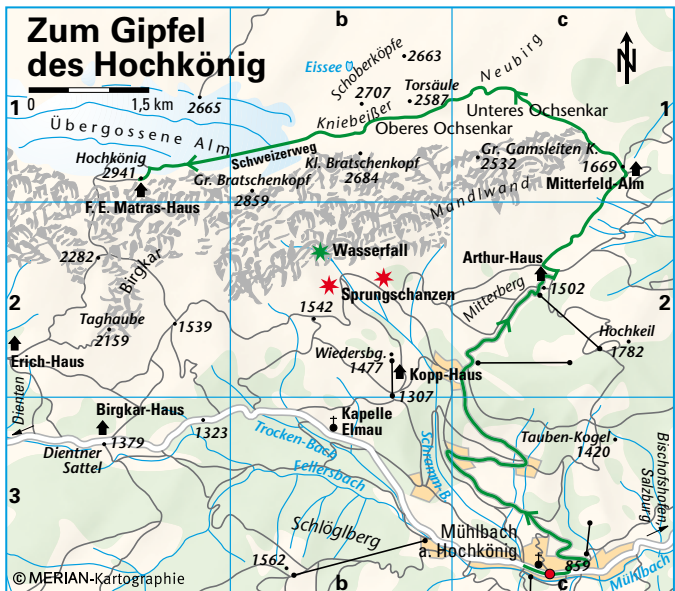 b
c
Zum Gipfel
des Hochkönig
0
1,5 km
Eissee
Schoberköpfe
2663
2707
Torsäule
2587
Neubirg
N
2665
1
1
Übergossene Alm
Kniebeißer
Oberes Ochsenkar
Unteres Ochsenkar
Schweizerweg
Hochkönig
2941
Gr. Bratschenkopf
2859
Kl. Bratschenkopf
2684
Gr. Gamsleiten K.
2532
1669
Mitterfeld-Alm
F. E. Matras-Haus
Mandlwand
Wasserfall
Arthur-Haus
2282
Birgkar
Sprungschanzen
1502
2
2
1542
Mitterberg
Taghaube
2159
1539
Hochkeil
1782
Erich-Haus
Wiedersbg.
1477
Kopp-Haus
1307
Dienten
Birgkar-Haus
1379
1323
Kapelle
Elmau
Trocken-Bach
Schramm-B.
Tauben-Kogel
1420
Bischofshofen,
Salzburg
Dientner
Sattel
Fellersbach
3
3
Schlöglberg
Mühlbach
a. Hochkönig
1562
859
Mühlbach
© MERIAN-Kartographie
b
c